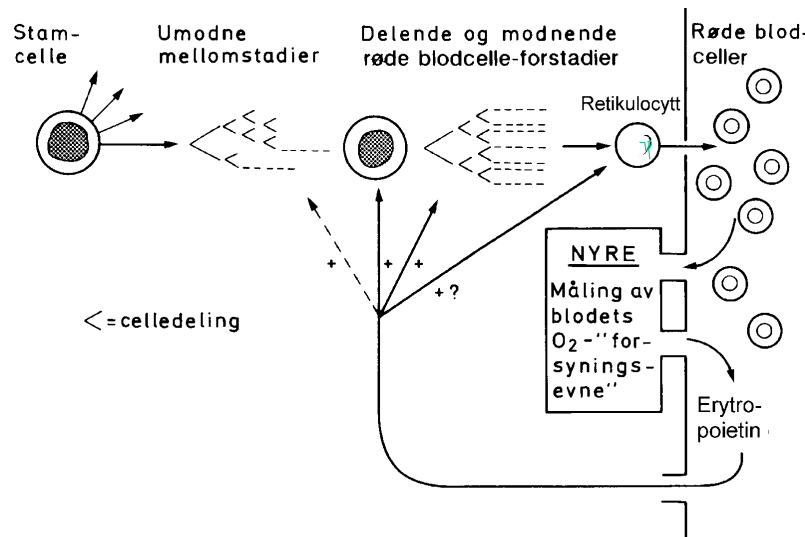 Stam-
celle
Umodne
mellomstadier
Delende og modnende
røde blodcelle-forstadier
Røde blod-
celler
Retikulocytt
+
+
+
+ ?
< = celledeling
NYRE
Måling av
blodets
O₂-"for-
synings-
evne"
Erytro-
poietin